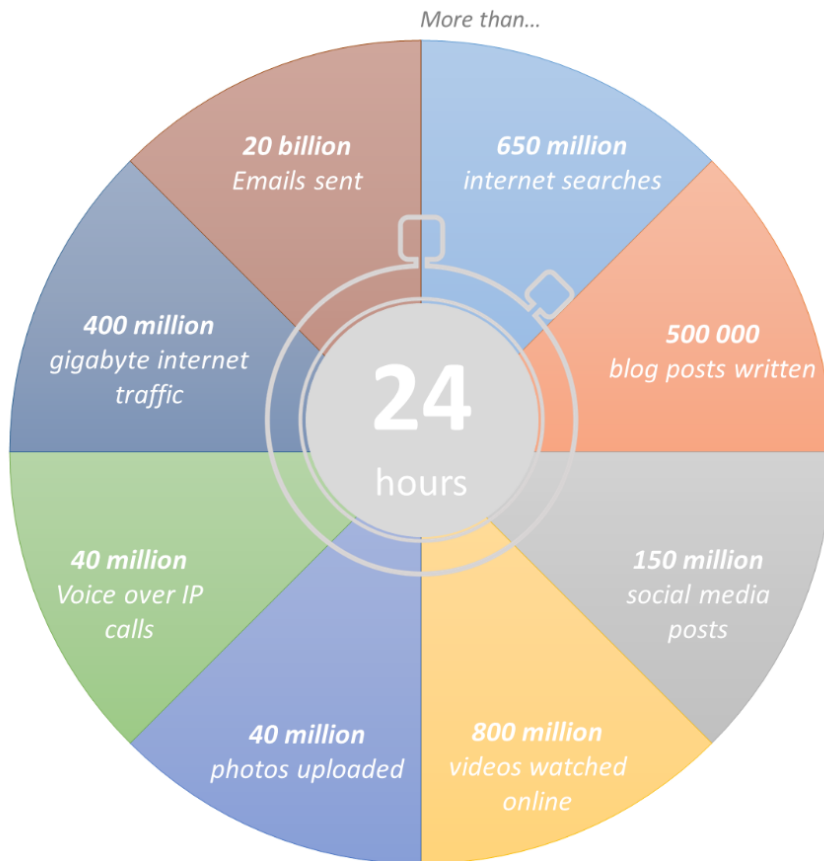 More than...
650 million
internet searches
500 000
blog posts written
150 million
social media
posts
800 million
videos watched
online
40 million
photos uploaded
40 million
Voice over IP
calls
400 million
gigabyte internet
traffic
20 billion
Emails sent
24
hours